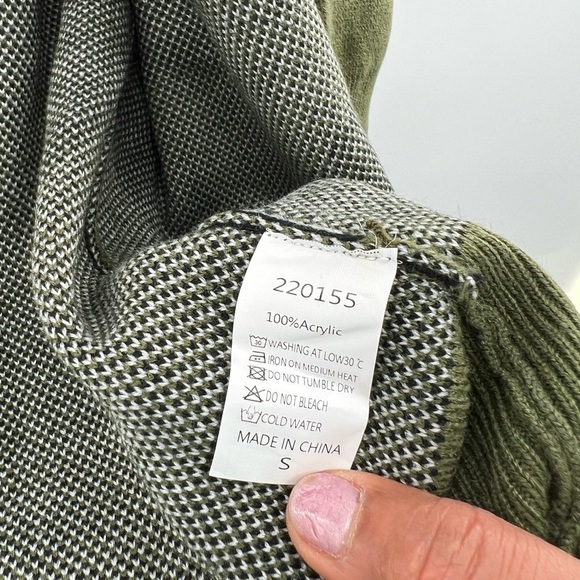 220155
100%Acrylic
30 WASHING AT LOW30℃
IRON ON MEDIUM HEAT
DO NOT TUMBLE DRY
DO NOT BLEACH
COLD WATER
MADE IN CHINA
S